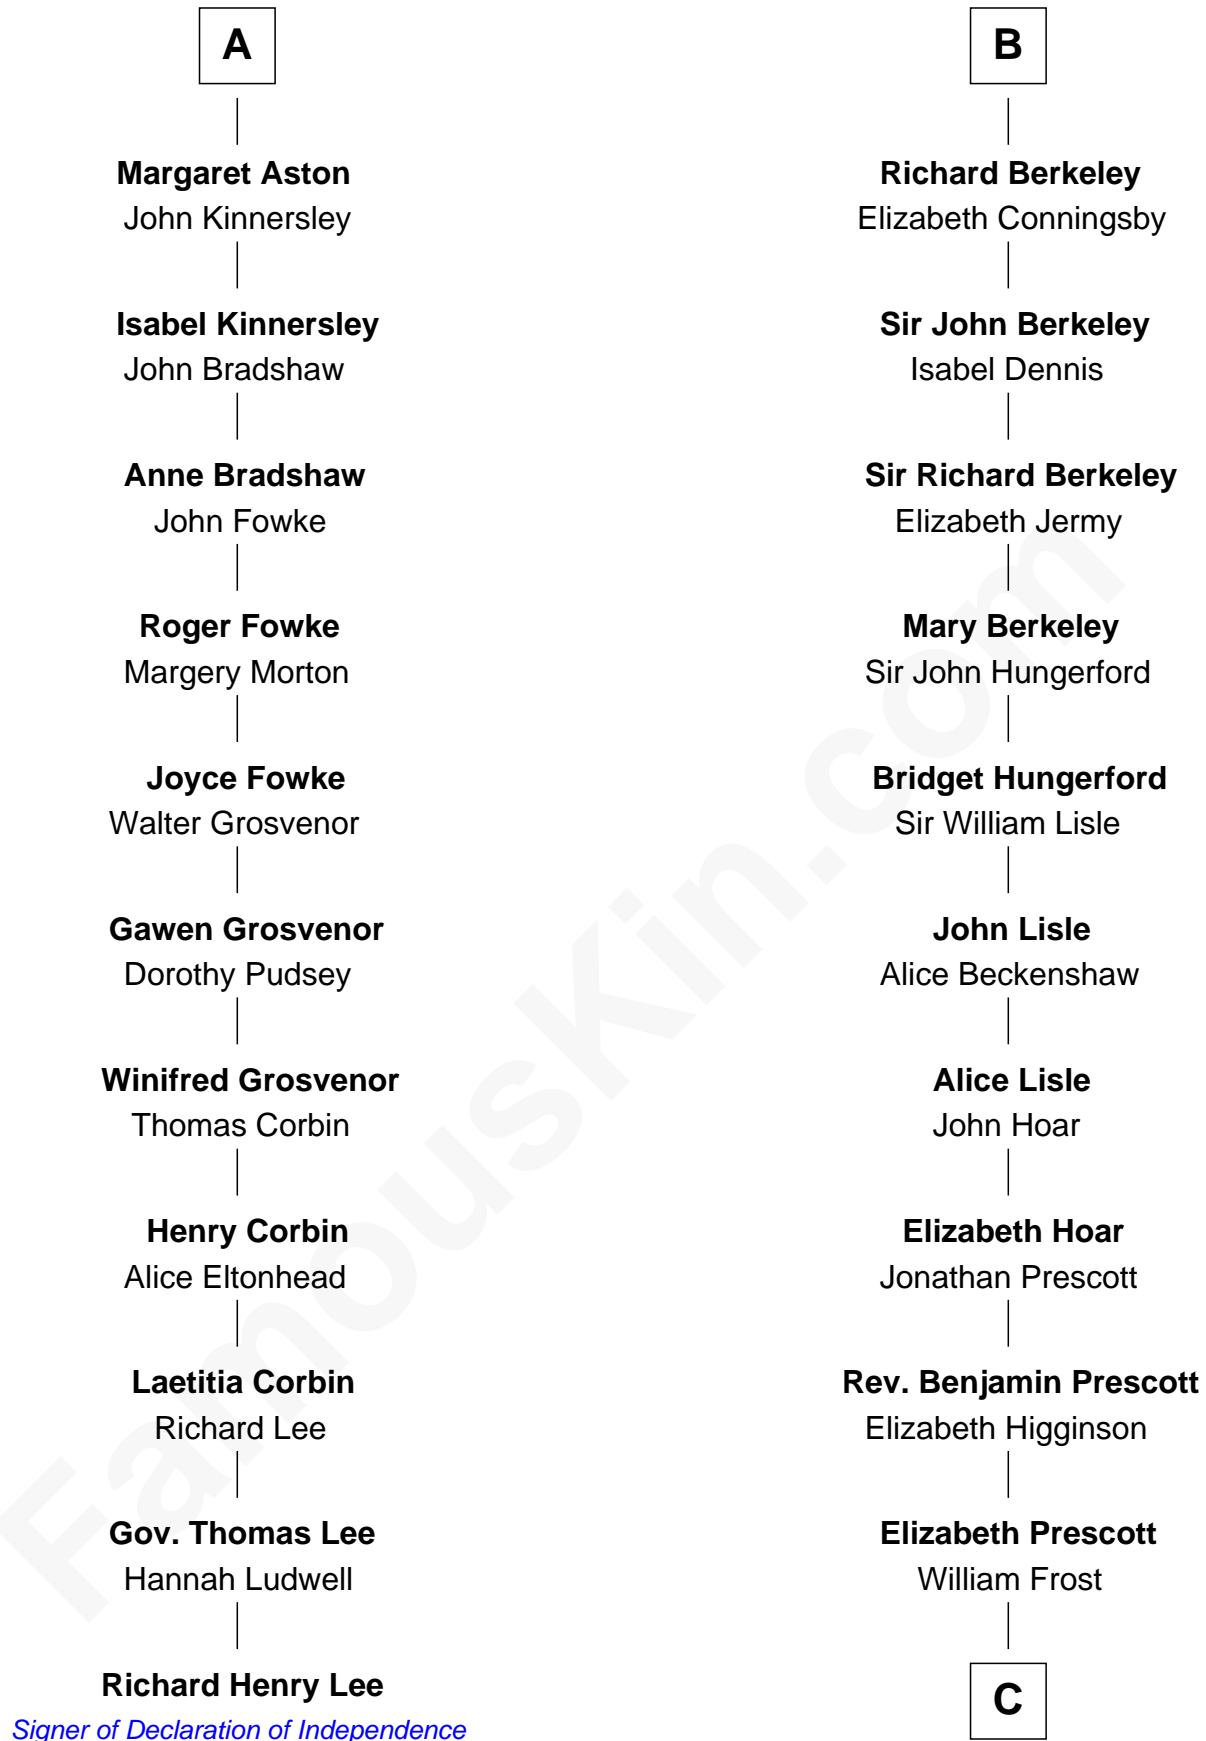 A
Margaret Aston
John Kinnersley
Isabel Kinnersley
John Bradshaw
Anne Bradshaw
John Fowke
Roger Fowke
Margery Morton
Joyce Fowke
Walter Grosvenor
Gawen Grosvenor
Dorothy Pudsey
Winifred Grosvenor
Thomas Corbin
Henry Corbin
Alice Eltonhead
Laetitia Corbin
Richard Lee
Gov. Thomas Lee
Hannah Ludwell
Richard Henry Lee
Signer of Declaration of Independence
B
Richard Berkeley
Elizabeth Conningsby
Sir John Berkeley
Isabel Dennis
Sir Richard Berkeley
Elizabeth Jermy
Mary Berkeley
Sir John Hungerford
Bridget Hungerford
Sir William Lisle
John Lisle
Alice Beckenshaw
Alice Lisle
John Hoar
Elizabeth Hoar
Jonathan Prescott
Rev. Benjamin Prescott
Elizabeth Higginson
Elizabeth Prescott
William Frost
C
FamousKin.com